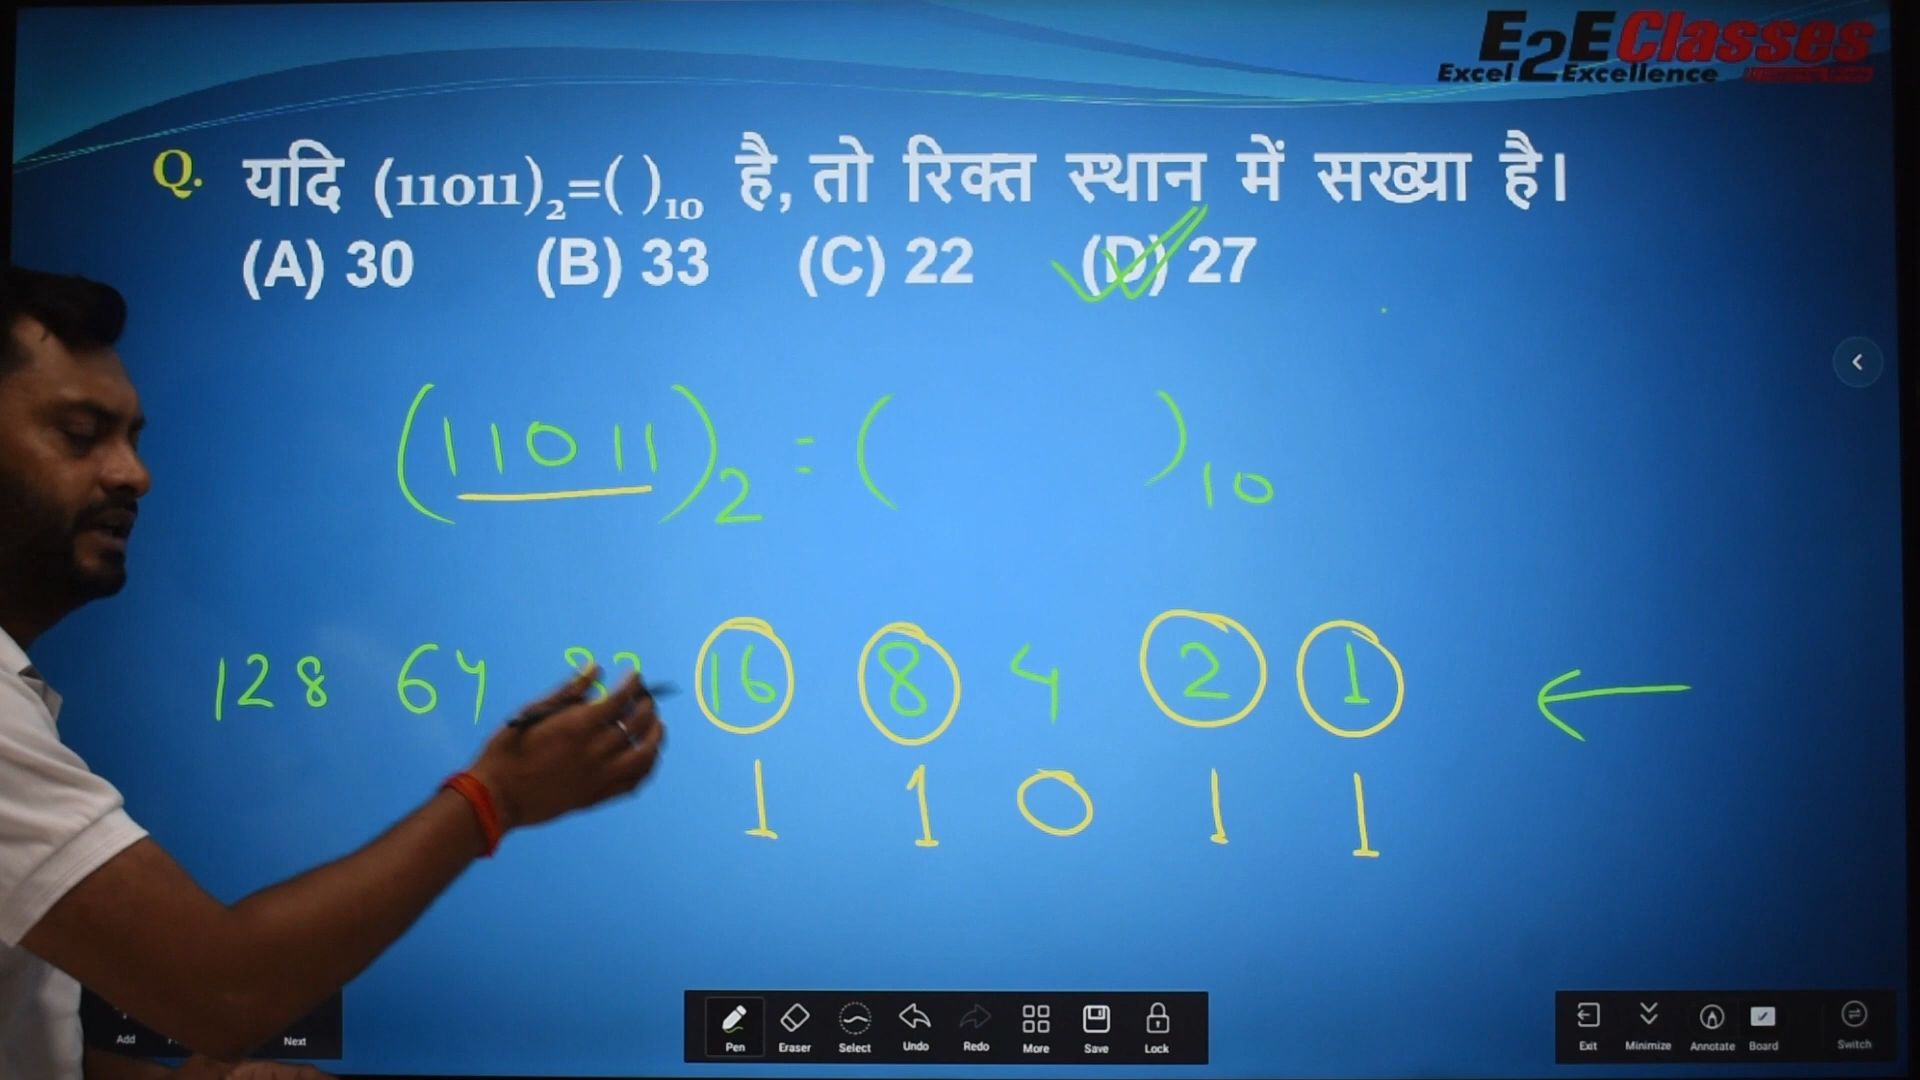 E2E Classes
Excel 2 Excellence
Q. यदि (11011)₂=( )₁₀ है, तो रिक्त स्थान में सख्या है।
(A) 30 (B) 33 (C) 22 (D) 27
(11011)₂ = ( )₁₀
128 64 16 8 4 2 1
1 1 0 1 1
Add Next Pen Eraser Select Undo Redo More Save Lock Exit Minimize Annotate Board Switch